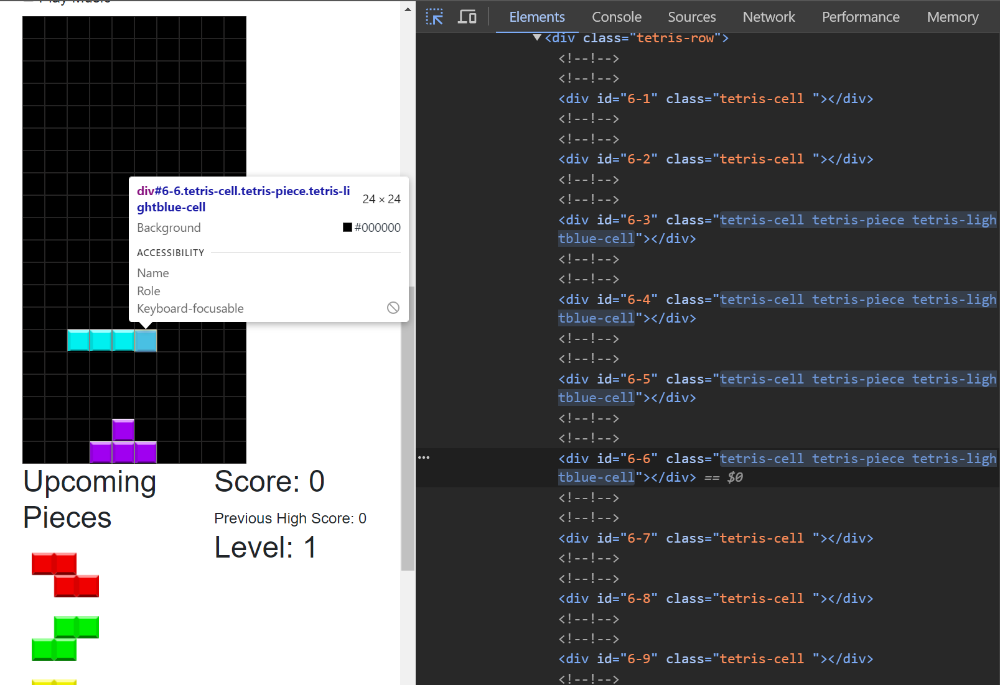 Play Music
div#6-6.tetris-cell.tetris-piece.tetris-li
ghtblue-cell
24 × 24
Background
#000000
ACCESSIBILITY
Name
Role
Keyboard-focusable
Upcoming
Pieces
Score: 0
Previous High Score: 0
Level: 1
Elements
Console
Sources
Network
Performance
Memory
<div class="tetris-row">
<!--!-->
<!--!-->
<div id="6-1" class="tetris-cell "></div>
<!--!-->
<!--!-->
<div id="6-2" class="tetris-cell "></div>
<!--!-->
<!--!-->
<div id="6-3" class="tetris-cell tetris-piece tetris-ligh
tblue-cell"></div>
<!--!-->
<!--!-->
<div id="6-4" class="tetris-cell tetris-piece tetris-ligh
tblue-cell"></div>
<!--!-->
<!--!-->
<div id="6-5" class="tetris-cell tetris-piece tetris-ligh
tblue-cell"></div>
<!--!-->
<!--!-->
<div id="6-6" class="tetris-cell tetris-piece tetris-ligh
tblue-cell"></div> == $0
<!--!-->
<!--!-->
<div id="6-7" class="tetris-cell "></div>
<!--!-->
<!--!-->
<div id="6-8" class="tetris-cell "></div>
<!--!-->
<!--!-->
<div id="6-9" class="tetris-cell "></div>
<!--!-->